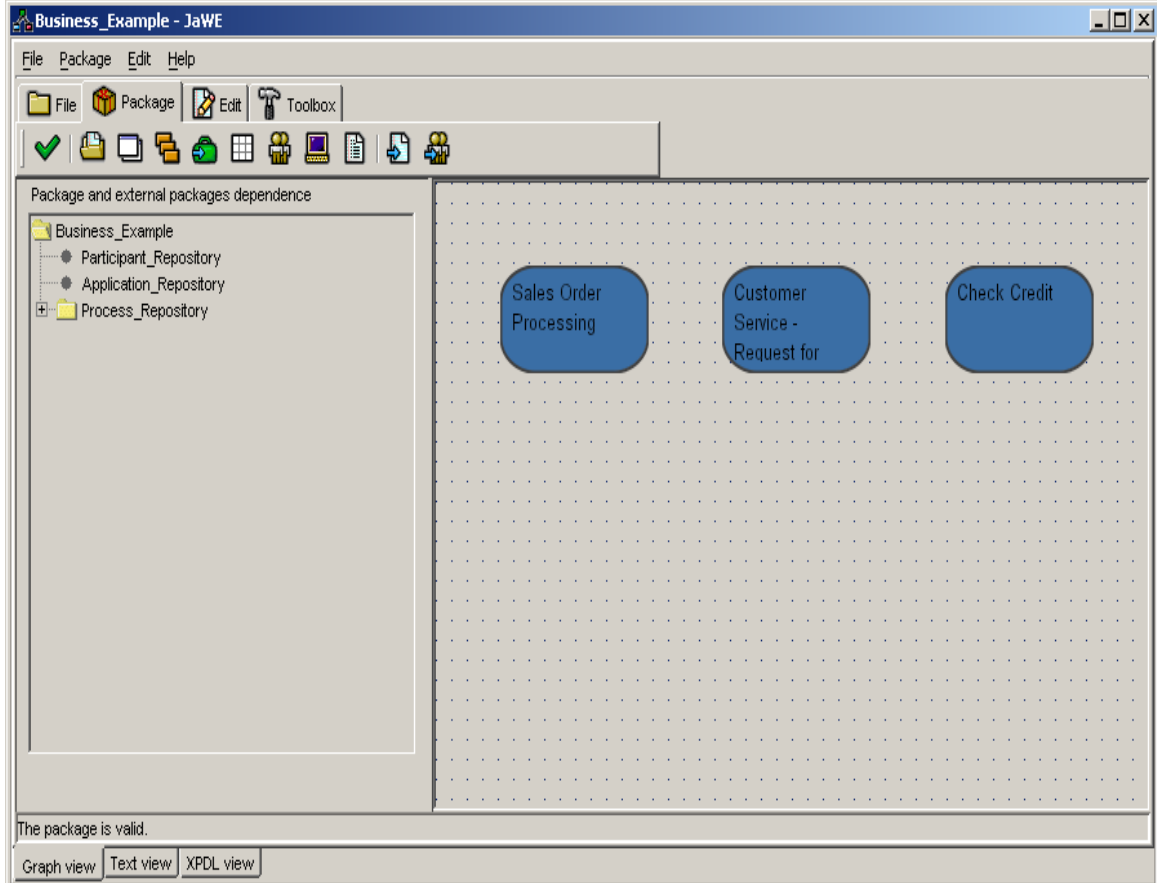 Business_Example - JaWE
File Package Edit Help
File Package Edit Toolbox
Package and external packages dependence
Business_Example
Participant_Repository
Application_Repository
Process_Repository
Sales Order
Processing
Customer
Service -
Request for
Check Credit
The package is valid.
Graph view Text view XPDL view